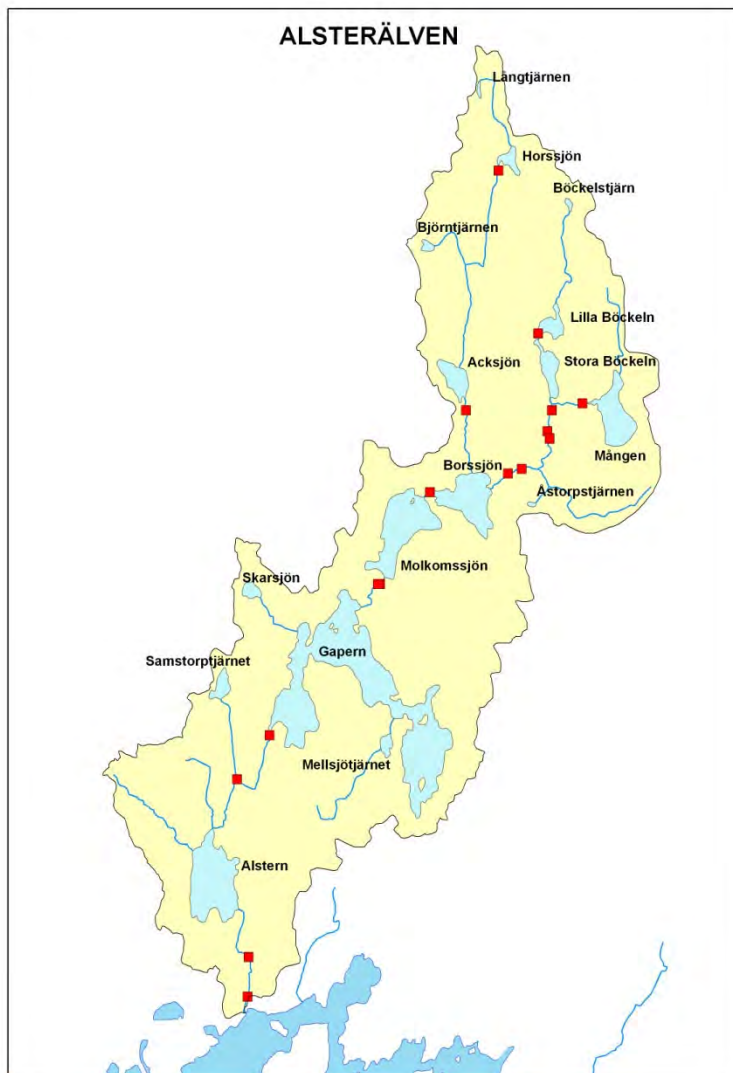 ALSTERÄLVEN
Långtjärnen
Horssjön
Böckelstjärn
Björntjärnen
Lilla Böckeln
Acksjön
Stora Böckeln
Mången
Borssjön
Åstorpstjärnen
Molkomssjön
Skarsjön
Gapern
Samstorptjärnet
Mellsjötjärnet
Alstern